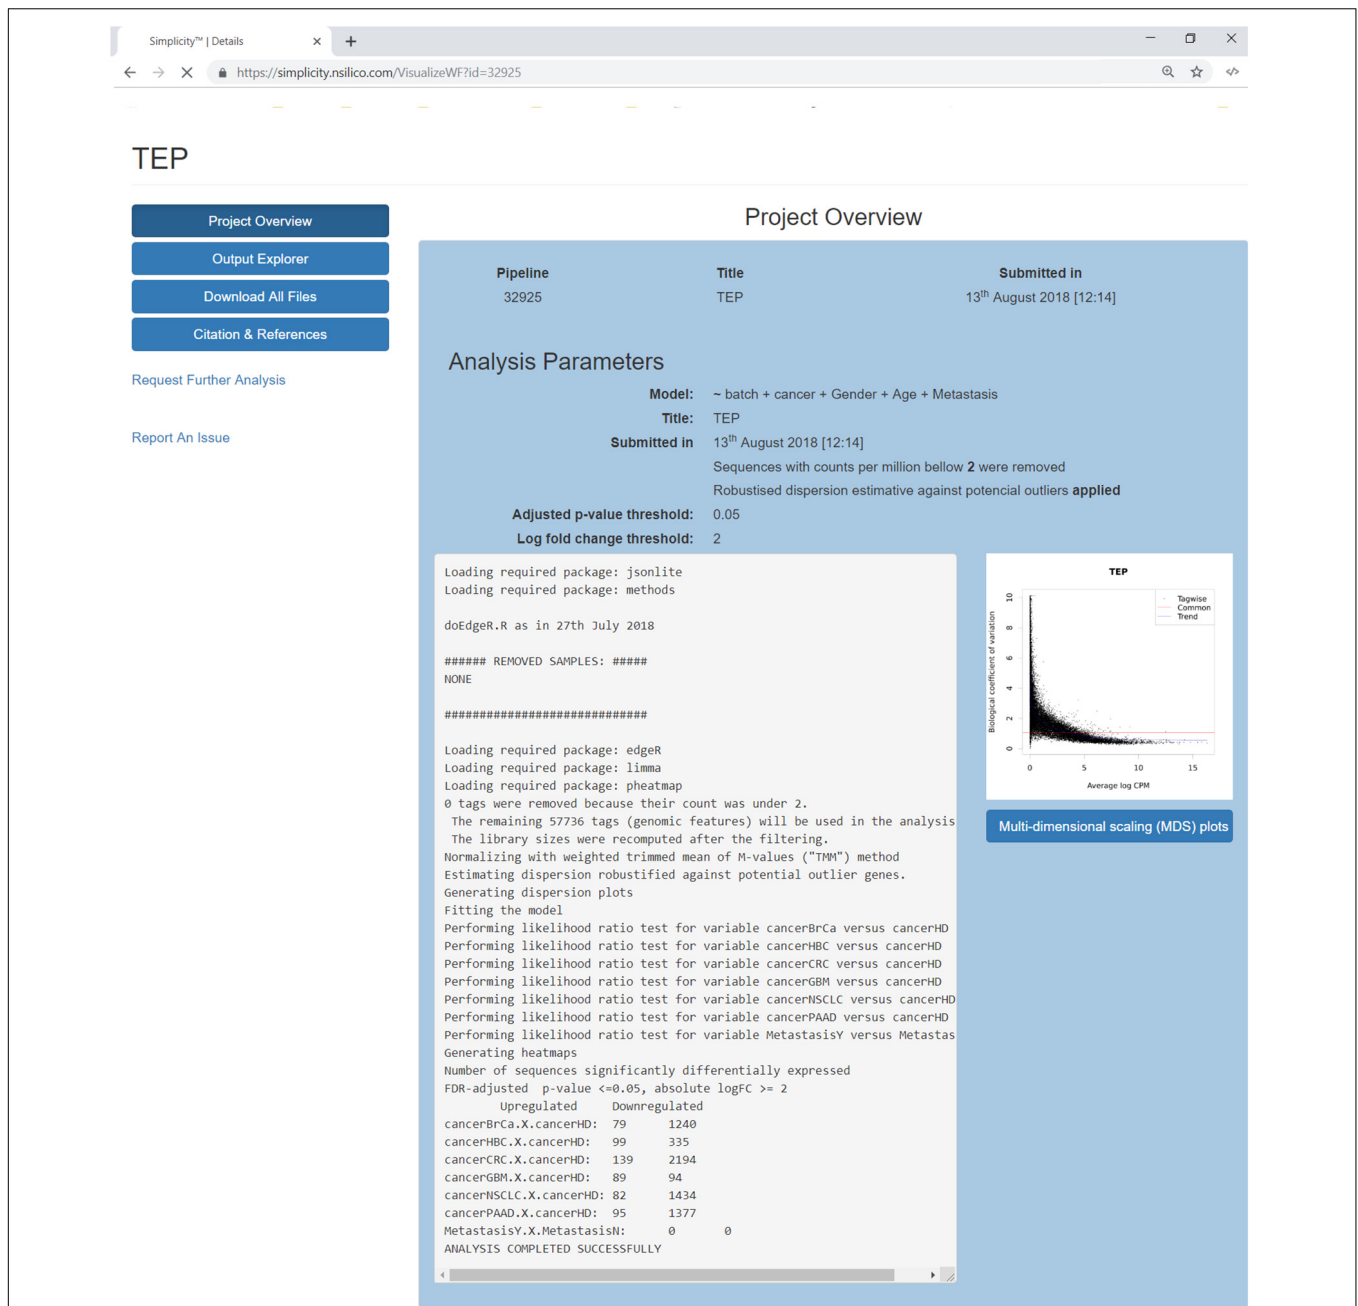 Simplicity™ | Details
https://simplicity.nsilico.com/VisualizeWF?id=32925
TEP
Project Overview
Output Explorer
Download All Files
Citation & References
Request Further Analysis
Report An Issue
Project Overview
Pipeline Title Submitted in
32925 TEP 13th August 2018 [12:14]
Analysis Parameters
Model: ~ batch + cancer + Gender + Age + Metastasis
Title: TEP
Submitted in 13th August 2018 [12:14]
Sequences with counts per million bellow 2 were removed
Robustised dispersion estimative against potencial outliers applied
Adjusted p-value threshold: 0.05
Log fold change threshold: 2
Loading required package: jsonlite
Loading required package: methods
doEdgeR.R as in 27th July 2018
###### REMOVED SAMPLES: #####
NONE
#############################
Loading required package: edgeR
Loading required package: limma
Loading required package: pheatmap
0 tags were removed because their count was under 2.
The remaining 57736 tags (genomic features) will be used in the analysis
The library sizes were recomputed after the filtering.
Normalizing with weighted trimmed mean of M-values ("TMM") method
Estimating dispersion robustified against potential outlier genes.
Generating dispersion plots
Fitting the model
Performing likelihood ratio test for variable cancerBrCa versus cancerHD
Performing likelihood ratio test for variable cancerHBC versus cancerHD
Performing likelihood ratio test for variable cancerCRC versus cancerHD
Performing likelihood ratio test for variable cancerGBM versus cancerHD
Performing likelihood ratio test for variable cancerNSCLC versus cancerHD
Performing likelihood ratio test for variable cancerPAAD versus cancerHD
Performing likelihood ratio test for variable MetastasisY versus Metastas
Generating heatmaps
Number of sequences significantly differentially expressed
FDR-adjusted p-value <=0.05, absolute logFC >= 2
Upregulated Downregulated
cancerBrCa.X.cancerHD: 79 1240
cancerHBC.X.cancerHD: 99 335
cancerCRC.X.cancerHD: 139 2194
cancerGBM.X.cancerHD: 89 94
cancerNSCLC.X.cancerHD: 82 1434
cancerPAAD.X.cancerHD: 95 1377
MetastasisY.X.MetastasisN: 0 0
ANALYSIS COMPLETED SUCCESSFULLY
TEP
Tagwise
Common
Trend
Biological coefficient of variation
10
8
6
4
2
0
0 5 10 15
Average log CPM
Multi-dimensional scaling (MDS) plots